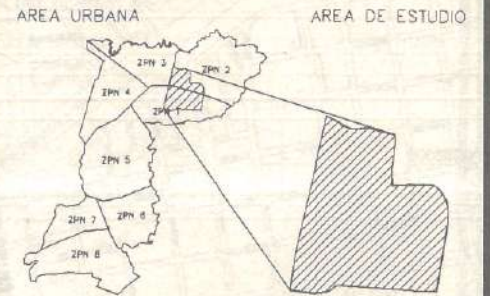 AREA URBANA
AREA DE ESTUDIO
ZPN 3
ZPN 2
ZPN 4
ZPN 1
ZPN 5
ZPN 7
ZPN 6
ZPN 8